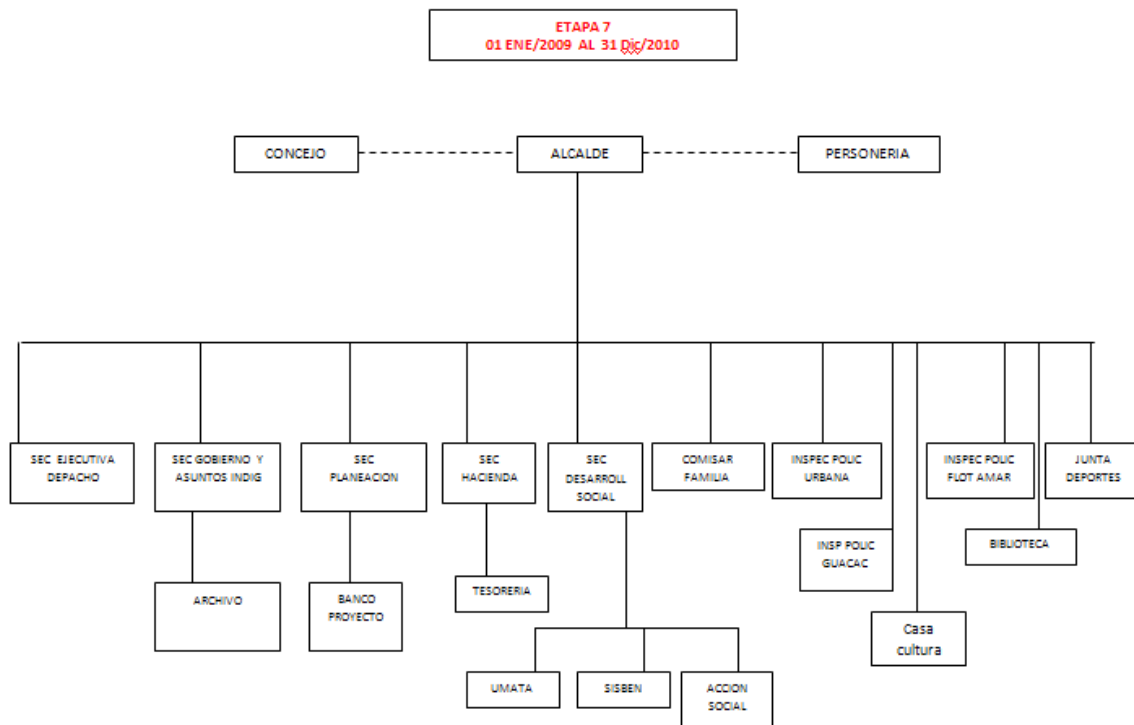 ETAPA 7
01 ENE/2009 AL 31 Dic/2010
CONCEJO
ALCALDE
PERSONERIA
SEC EJECUTIVA
DEPACHO
SEC GOBIERNO Y
ASUNTOS INDIG
SEC
PLANEACION
SEC
HACIENDA
SEC
DESARROLL
SOCIAL
COMISAR
FAMILIA
INSPEC POLIC
URBANA
INSPEC POLIC
FLOT AMAR
JUNTA
DEPORTES
INSP POLIC
GUACAC
BIBLIOTECA
ARCHIVO
BANCO
PROYECTO
TESORERIA
Casa
cultura
UMATA
SISBEN
ACCION
SOCIAL